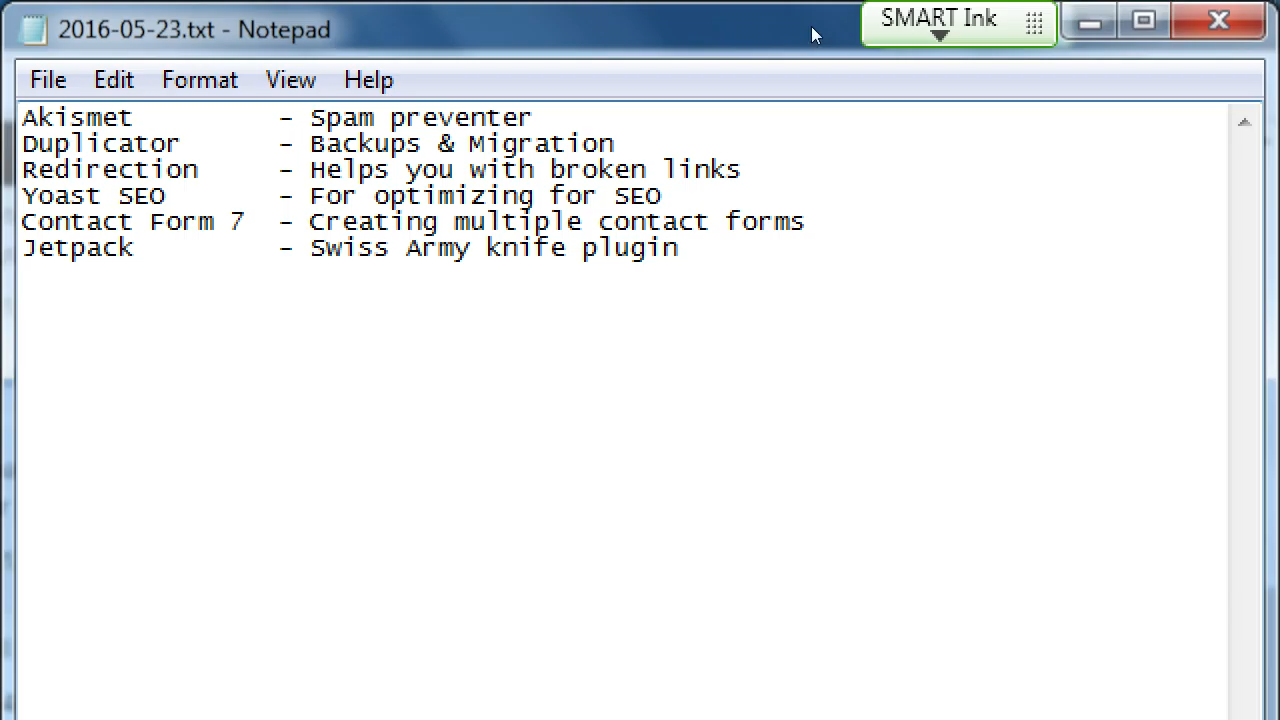 2016-05-23.txt - Notepad
SMART Ink
File Edit Format View Help
Akismet - Spam preventer
Duplicator - Backups & Migration
Redirection - Helps you with broken links
Yoast SEO - For optimizing for SEO
Contact Form 7 - Creating multiple contact forms
Jetpack - Swiss Army knife plugin